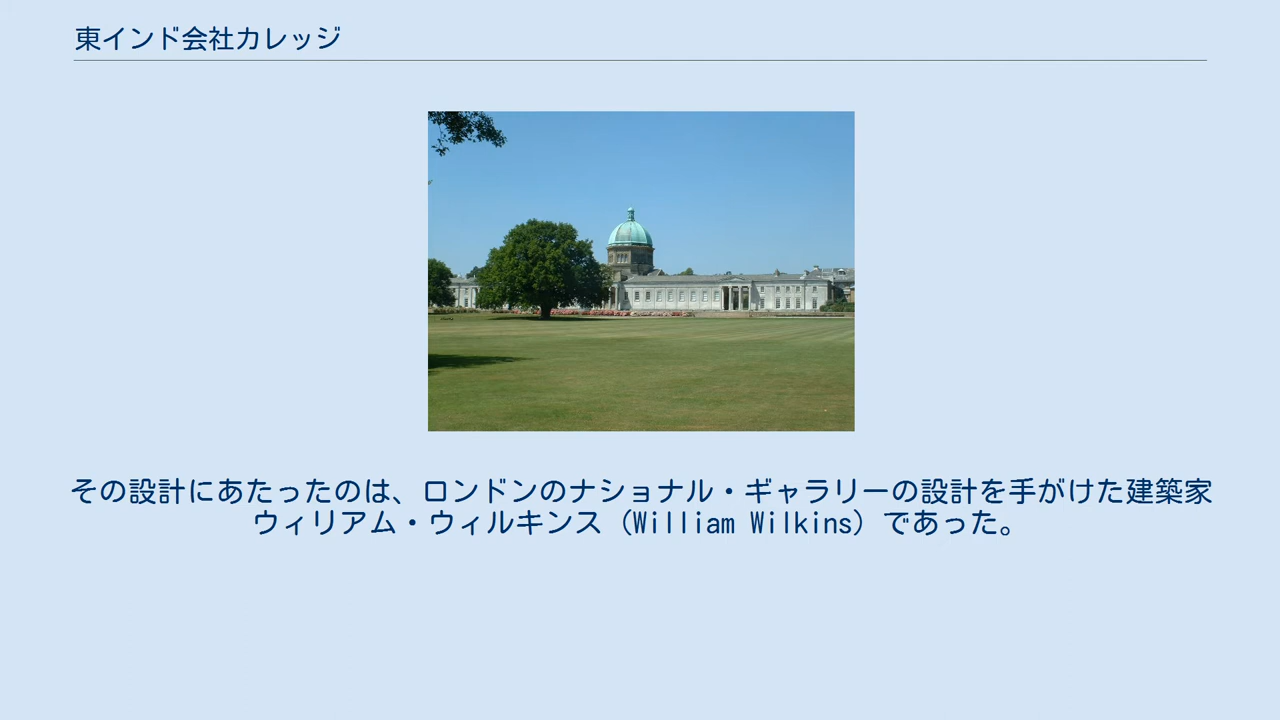 東インド会社カレッジ
その設計にあたったのは、ロンドンのナショナル・ギャラリーの設計を手がけた建築家
ウィリアム・ウィルキンス（William Wilkins）であった。